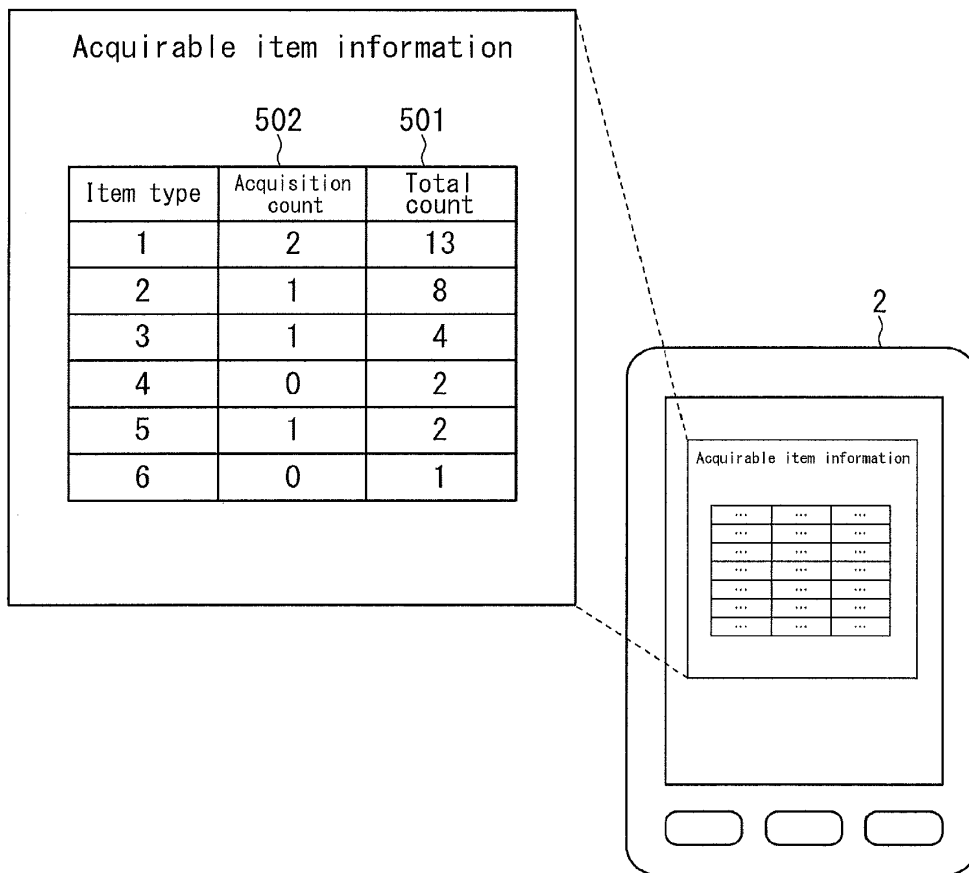 Acquirable item information
502 501
Item type Acquisition count Total count
1 2 13
2 1 8
3 1 4
4 0 2
5 1 2
6 0 1
2
Acquirable item information
... ... ...
... ... ...
... ... ...
... ... ...
... ... ...
... ... ...
... ... ...